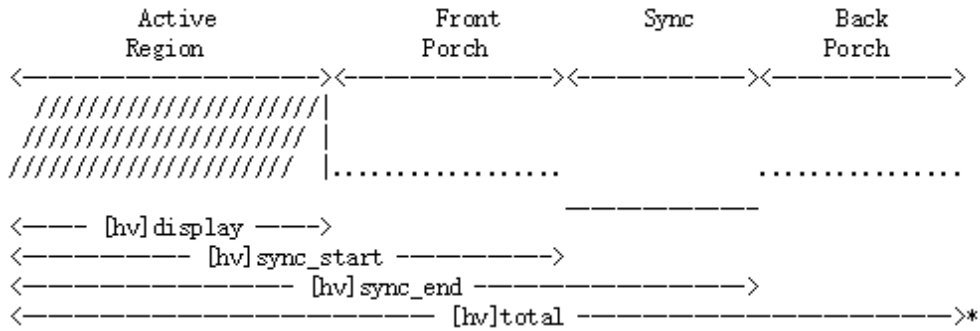 Active Front Sync Back
Region Porch Porch
<——————————————————><—————————————><———————————><———————————>
//////////////////////|
////////////////////// |
////////////////////// |.................. ................
———————————————
<——— [hv]display ———>
<————————— [hv]sync_start —————————>
<—————————————— [hv]sync_end ——————————————>
<————————————————————— [hv]total —————————————————————>*